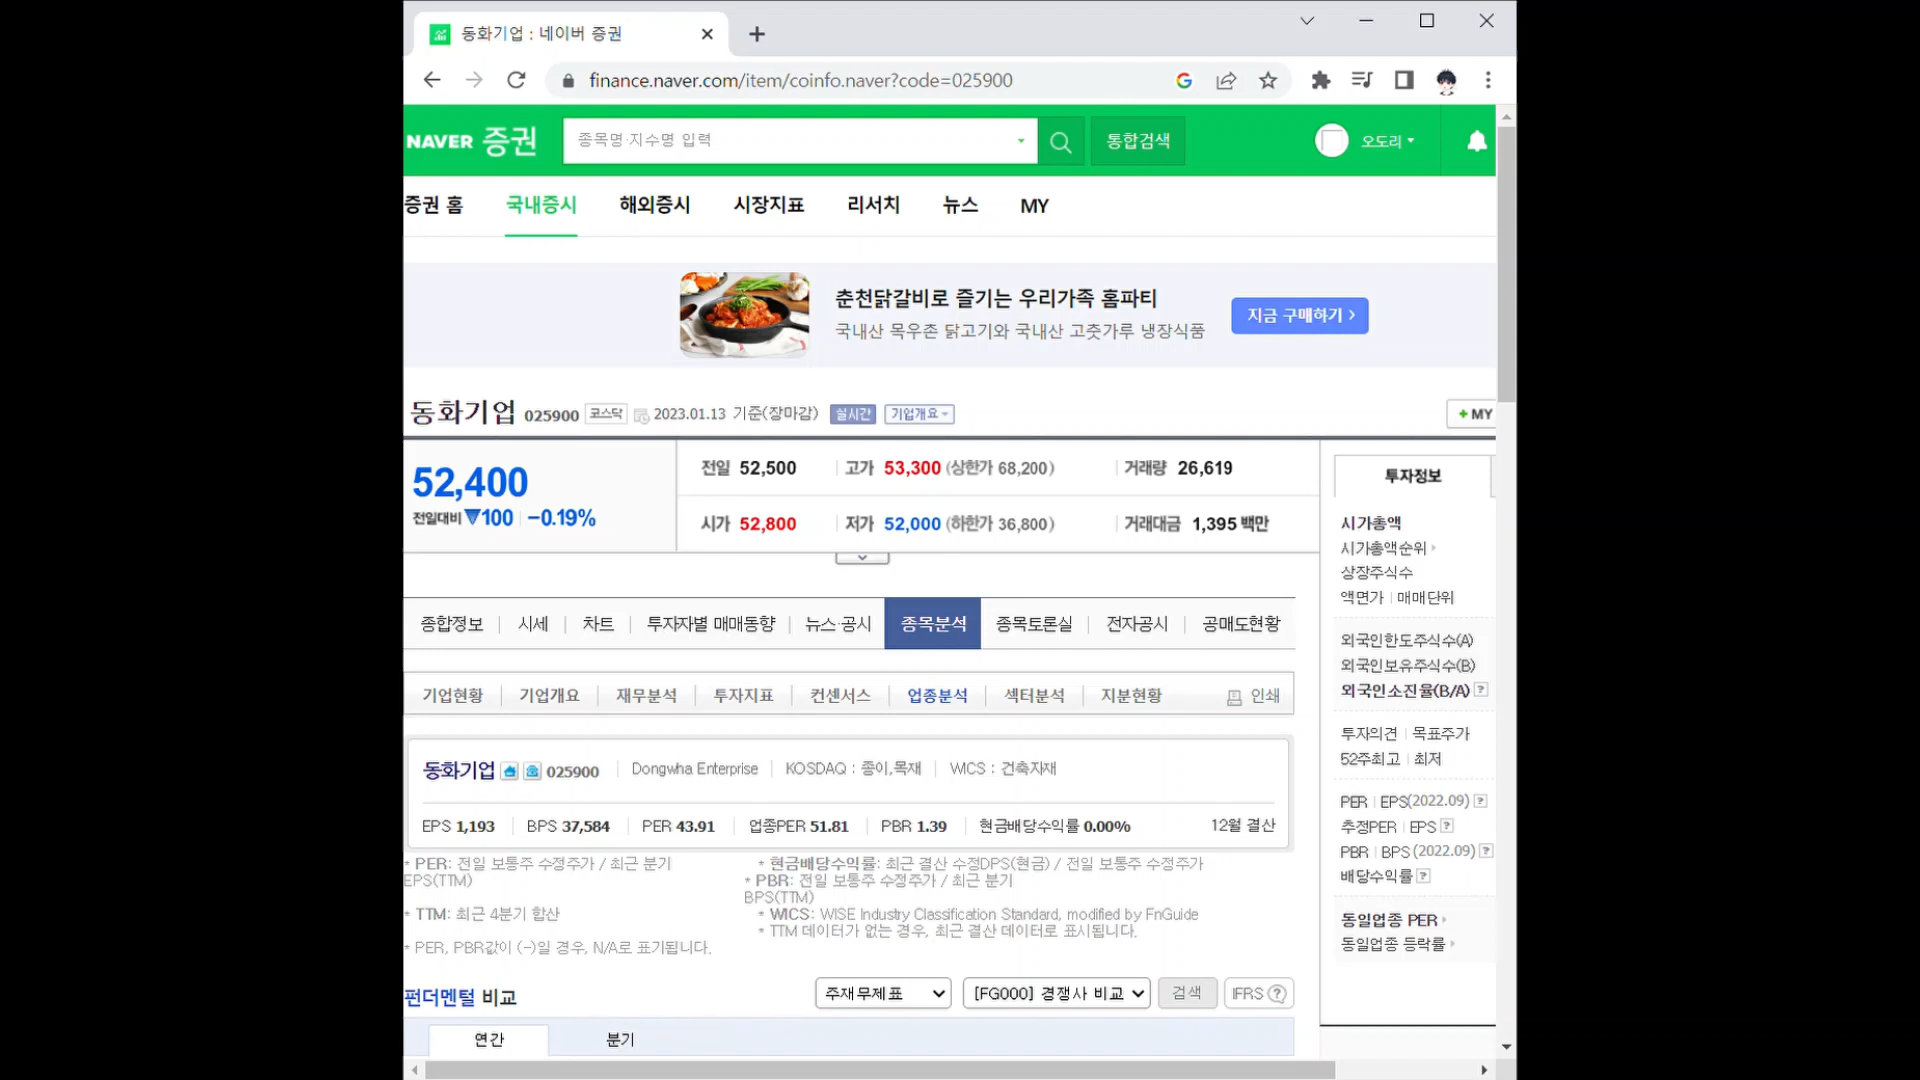 동화기업 : 네이버 증권
finance.naver.com/item/coinfo.naver?code=025900
NAVER 증권
종목명·지수명 입력
통합검색
오도리
증권 홈 국내증시 해외증시 시장지표 리서치 뉴스 MY
춘천닭갈비로 즐기는 우리가족 홈파티
국내산 목우촌 닭고기와 국내산 고춧가루 냉장식품
지금 구매하기 >
동화기업 025900 코스닥 2023.01.13 기준(장마감) 실시간 기업개요
+ MY
52,400
전일대비 ▼100 -0.19%
전일 52,500 고가 53,300 (상한가 68,200) 거래량 26,619
시가 52,800 저가 52,000 (하한가 36,800) 거래대금 1,395 백만
종합정보 시세 차트 투자자별 매매동향 뉴스·공시 종목분석 종목토론실 전자공시 공매도현황
기업현황 기업개요 재무분석 투자지표 컨센서스 업종분석 섹터분석 지분현황 인쇄
동화기업 025900 Dongwha Enterprise KOSDAQ : 종이,목재 WICS : 건축자재
EPS 1,193 BPS 37,584 PER 43.91 업종PER 51.81 PBR 1.39 현금배당수익률 0.00% 12월 결산
* PER: 전일 보통주 수정주가 / 최근 분기
EPS(TTM)
* TTM: 최근 4분기 합산
* PER, PBR값이 (-)일 경우, N/A로 표기됩니다.
* 현금배당수익률: 최근 결산 수정DPS(현금) / 전일 보통주 수정주가
* PBR: 전일 보통주 수정주가 / 최근 분기
BPS(TTM)
* WICS: WISE Industry Classification Standard, modified by FnGuide
* TTM 데이터가 없는 경우, 최근 결산 데이터로 표시됩니다.
펀더멘털 비교
주재무제표 [FG000] 경쟁사 비교 검색 IFRS ?
연간 분기
투자정보
시가총액
시가총액순위
상장주식수
액면가 매매단위
외국인한도주식수(A)
외국인보유주식수(B)
외국인소진율(B/A) ?
투자의견 목표주가
52주최고 최저
PER EPS(2022.09) ?
추정PER EPS ?
PBR BPS (2022.09) ?
배당수익률 ?
동일업종 PER
동일업종 등락률